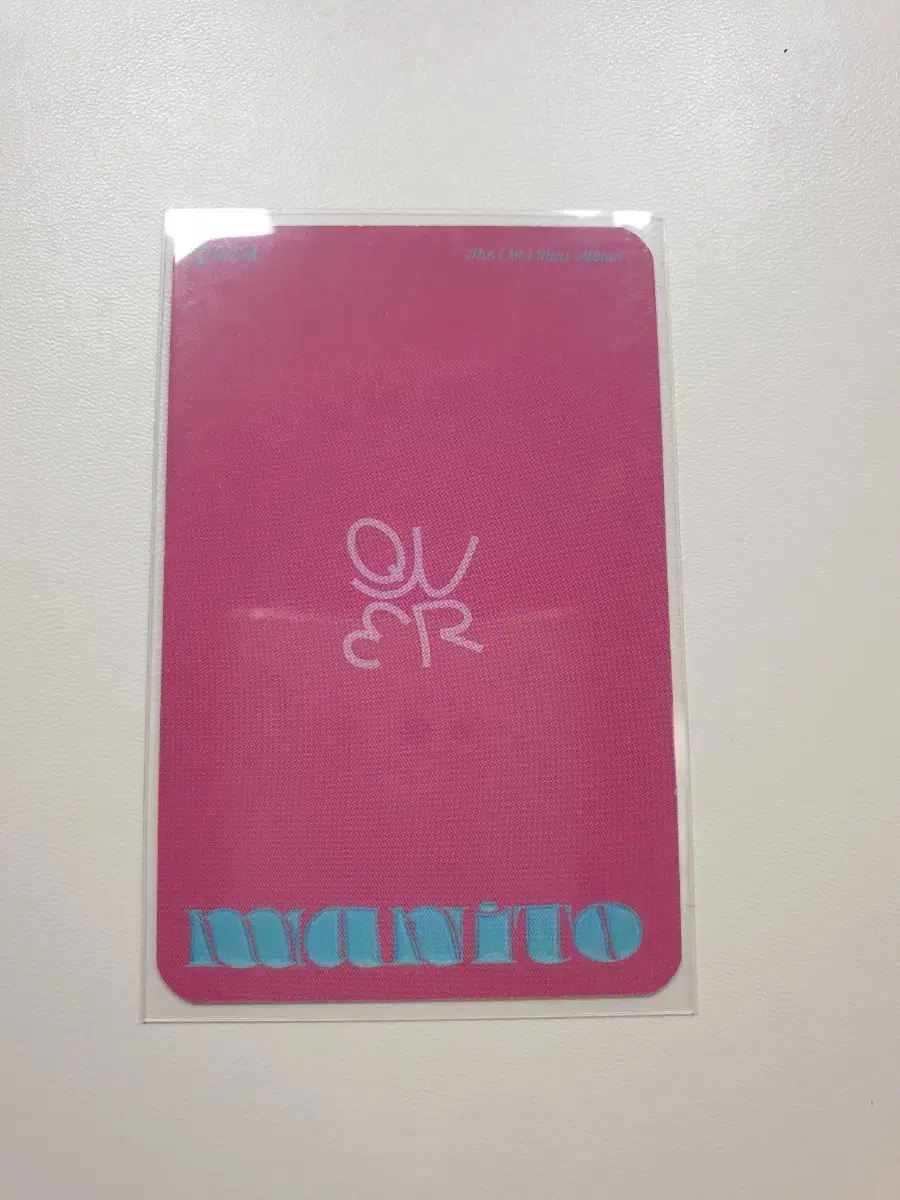 The ( 1st ) Mini Album
QW
ER
MANiTO